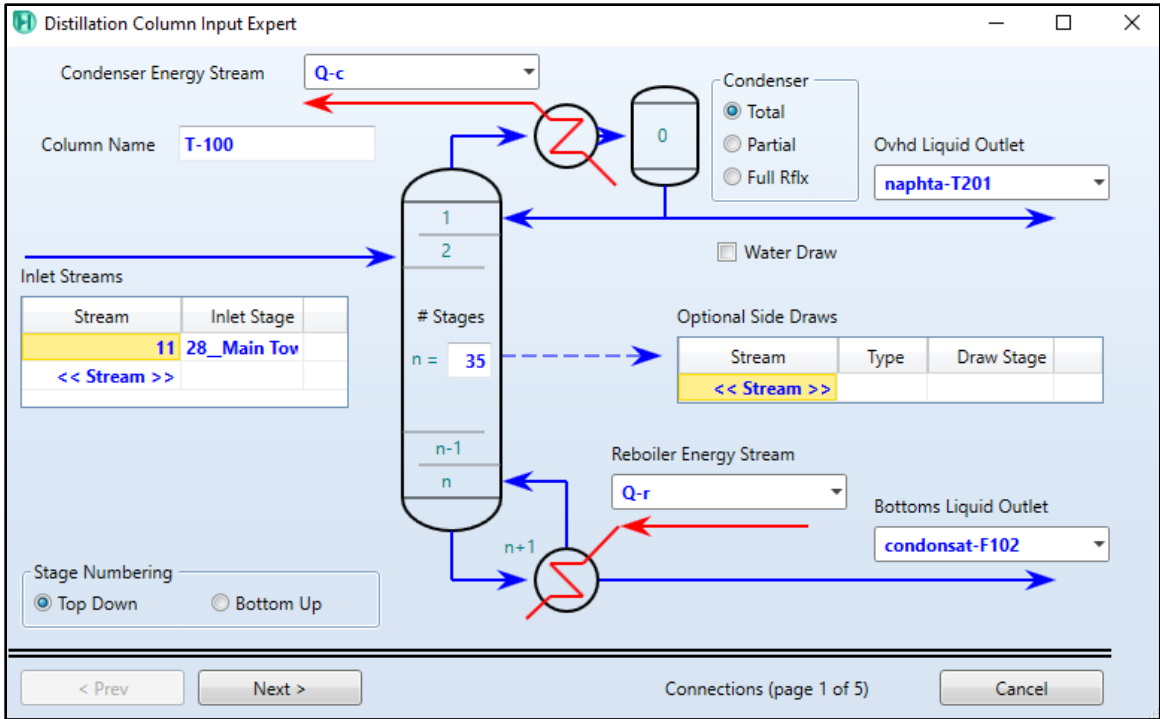 Distillation Column Input Expert
Condenser Energy Stream
Q-c
Condenser
Total
Partial
Full Rflx
0
Column Name
T-100
Ovhd Liquid Outlet
naphta-T201
1
2
Water Draw
Inlet Streams
Stream Inlet Stage
11 28__Main Tow
<< Stream >>
# Stages
n = 35
Optional Side Draws
Stream Type Draw Stage
<< Stream >>
n-1
n
n+1
Reboiler Energy Stream
Q-r
Bottoms Liquid Outlet
condonsat-F102
Stage Numbering
Top Down Bottom Up
< Prev Next > Connections (page 1 of 5) Cancel